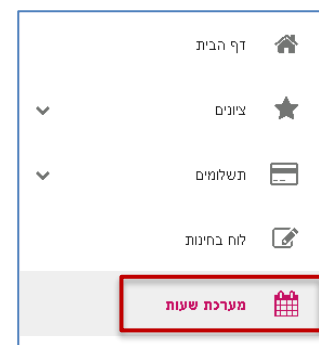 דף הבית
ציונים
תשלומים
לוח בחינות
מערכת שעות